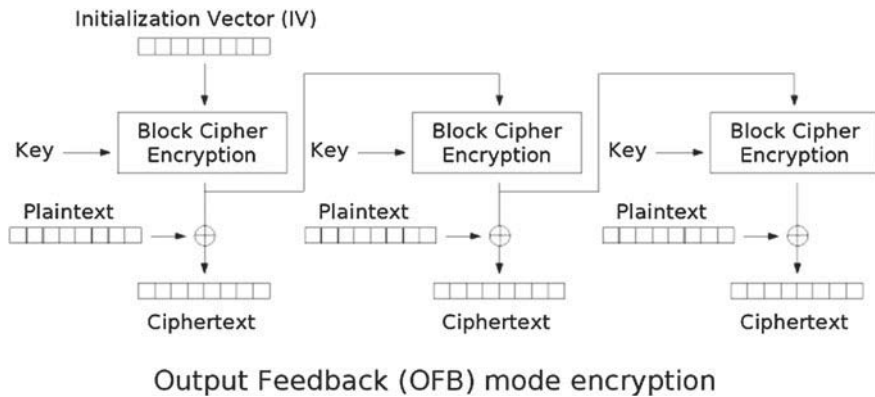 Initialization Vector (IV)
Block Cipher
Encryption
Block Cipher
Encryption
Block Cipher
Encryption
Key
Key
Key
Plaintext
Plaintext
Plaintext
Ciphertext
Ciphertext
Ciphertext
Output Feedback (OFB) mode encryption